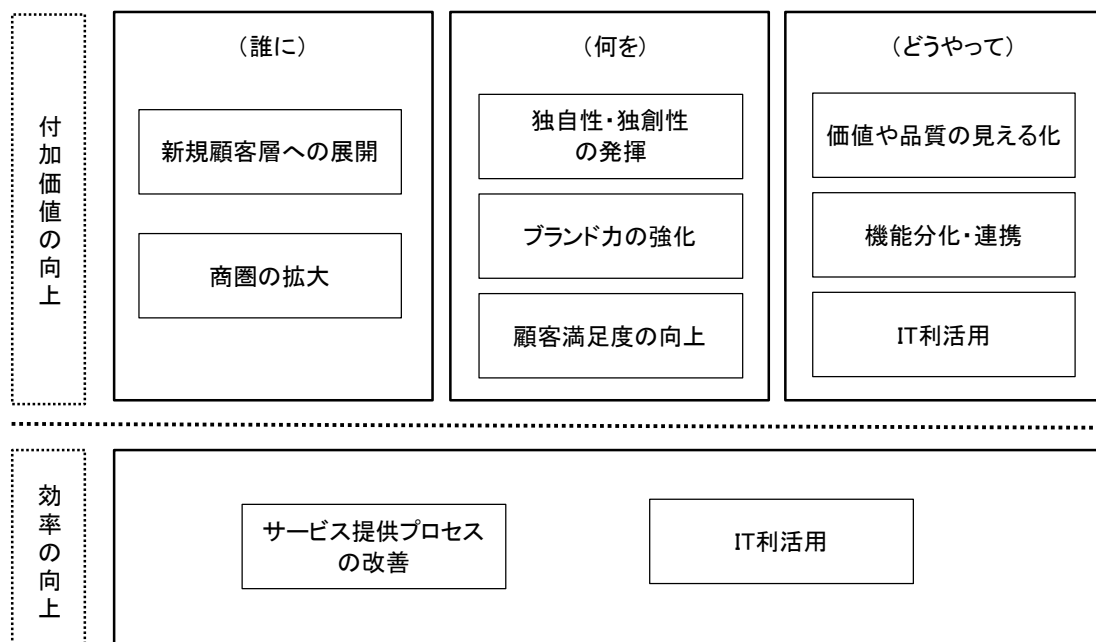 付加価値の向上
（誰に）
新規顧客層への展開
商圏の拡大
（何を）
独自性・独創性
の発揮
ブランド力の強化
顧客満足度の向上
（どうやって）
価値や品質の見える化
機能分化・連携
IT利活用
効率の向上
サービス提供プロセス
の改善
IT利活用